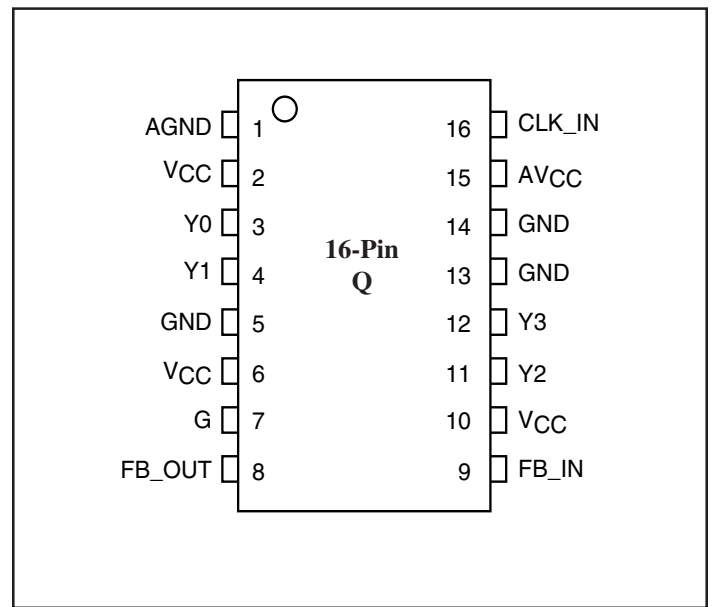 AGND 1 16 CLK_IN
VCC 2 15 AVCC
Y0 3 14 GND
16-Pin
Q
Y1 4 13 GND
GND 5 12 Y3
VCC 6 11 Y2
G 7 10 VCC
FB_OUT 8 9 FB_IN